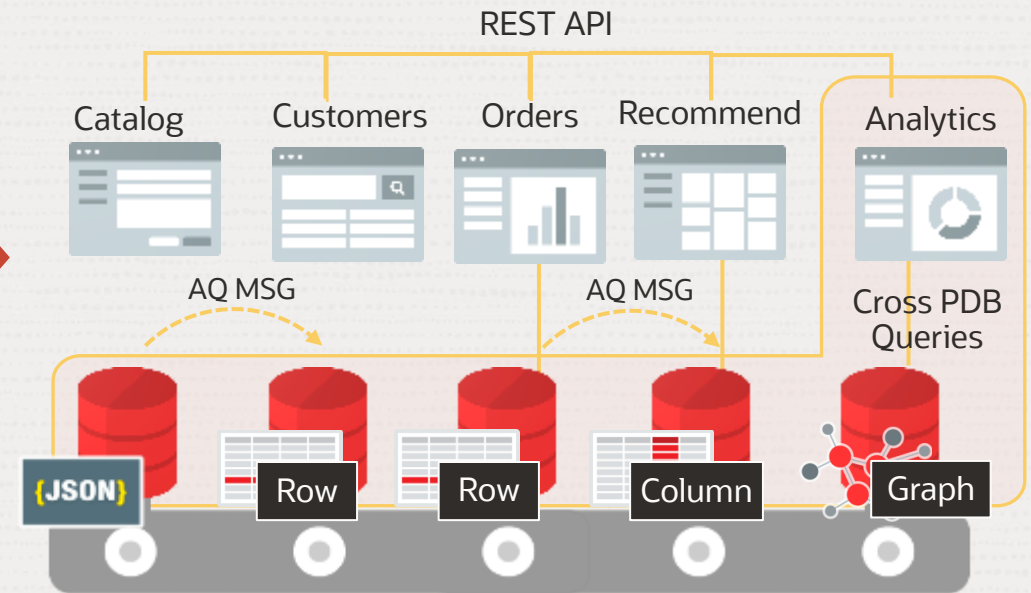 REST API
Catalog
Customers
Orders
Recommend
Analytics
AQ MSG
AQ MSG
Cross PDB
Queries
{JSON}
Row
Row
Column
Graph